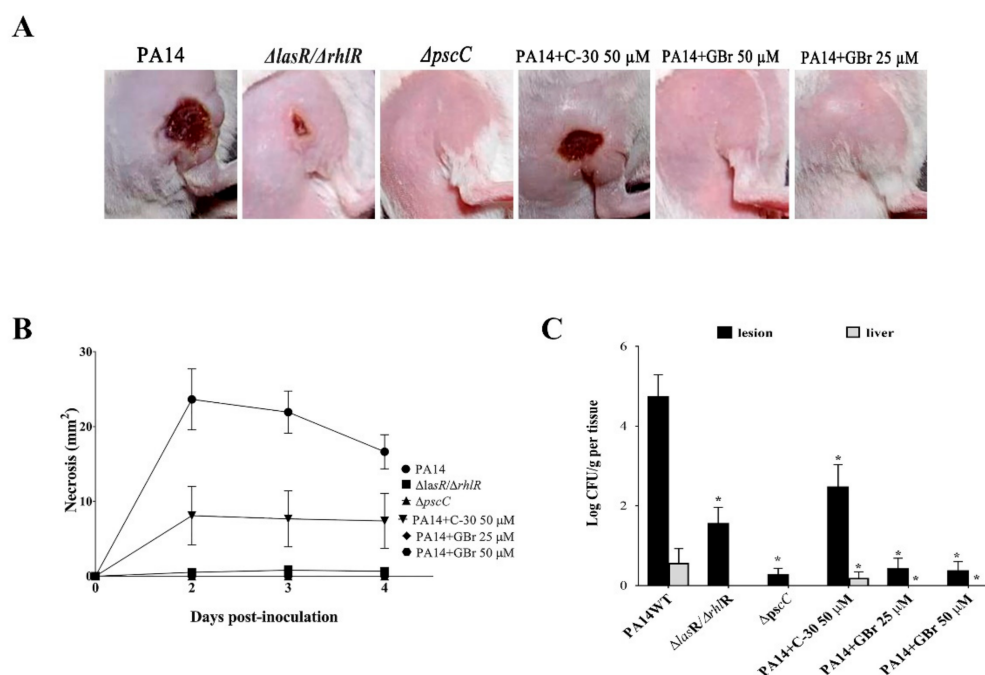 A
PA14
ΔlasR/ΔrhlR
ΔpscC
PA14+C-30 50 μM
PA14+GBr 50 μM
PA14+GBr 25 μM
B
30
20
10
0
Necrosis (mm²)
0 2 3 4
Days post-inoculation
PA14
ΔlasR/ΔrhlR
ΔpscC
PA14+C-30 50 μM
PA14+GBr 25 μM
PA14+GBr 50 μM
C
lesion
liver
6
4
2
0
Log CFU/g per tissue
* * * * * * * *
PA14WT
ΔlasR/ΔrhlR
ΔpscC
PA14+C-30 50 μM
PA14+GBr 25 μM
PA14+GBr 50 μM